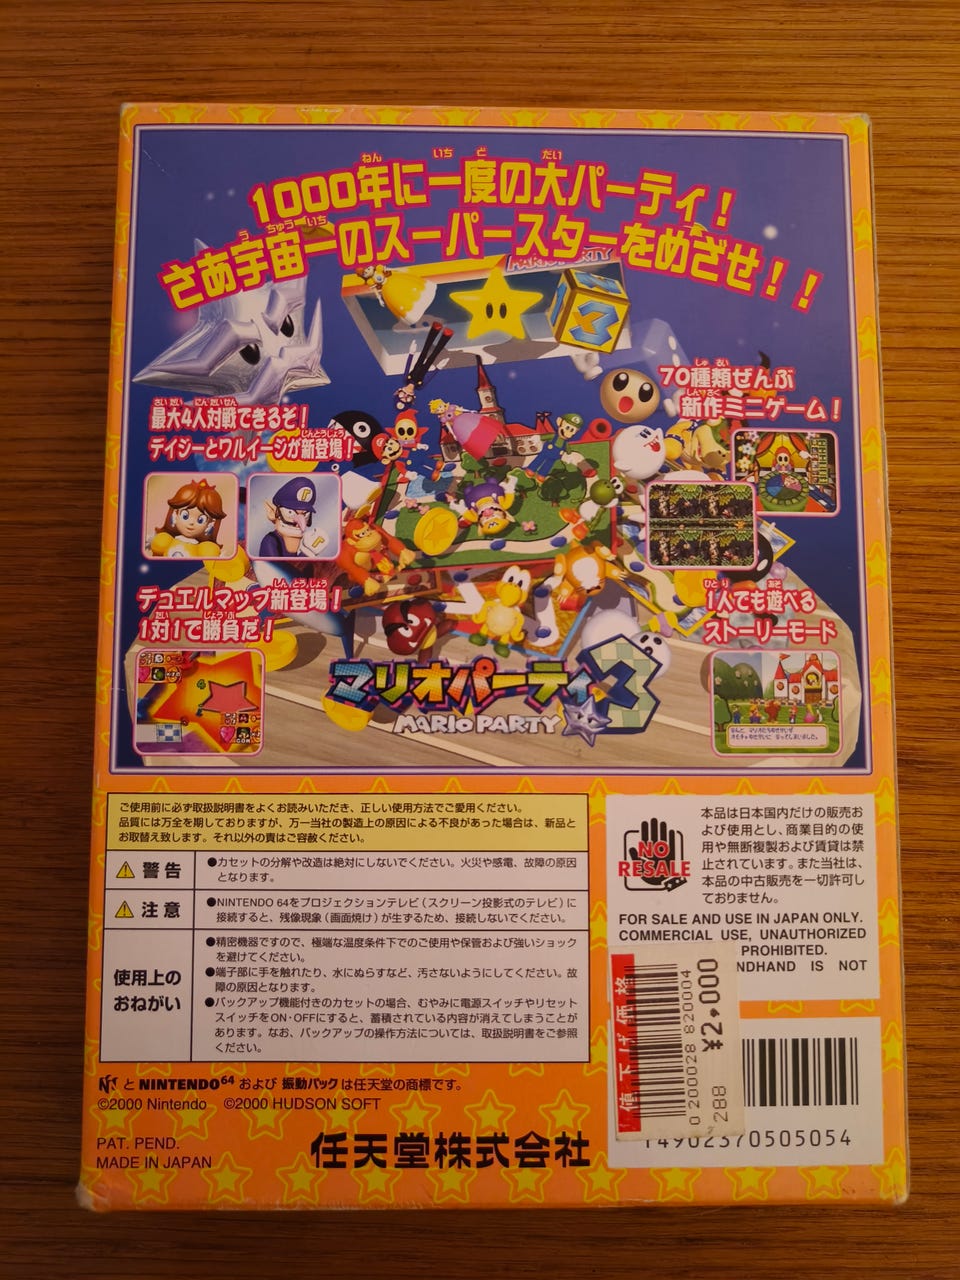 1000年に一度の大パーティ！
さあ宇宙一のスーパースターをめざせ！！
MARIO PARTY
3
最大4人対戦できるぞ！
デイジーとワルイージが新登場！
70種類ぜんぶ
新作ミニゲーム！
デュエルマップ新登場！
1対1で勝負だ！
1人でも遊べる
ストーリーモード
マリオパーティ3
MARIO PARTY
ご使用前に必ず取扱説明書をよくお読みいただき、正しい使用方法でご愛用ください。
品質には万全を期しておりますが、万一当社の製造上の原因による不良があった場合は、新品と
お取替え致します。それ以外の責はご容赦ください。
警告
●カセットの分解や改造は絶対にしないでください。火災や感電、故障の原因
となります。
注意
●NINTENDO 64をプロジェクションテレビ(スクリーン投影式のテレビ)に
接続すると、残像現象(画面焼け)が生ずるため、接続しないでください。
使用上の
おねがい
●精密機器ですので、極端な温度条件下でのご使用や保管および強いショック
を避けてください。
●端子部に手を触れたり、水にぬらすなど、汚さないようにしてください。故
障の原因となります。
●バックアップ機能付きのカセットの場合、むやみに電源スイッチやリセット
スイッチをON・OFFにすると、蓄積されている内容が消えてしまうことが
あります。なお、バックアップの操作方法については、取扱説明書をご参照
ください。
と NINTENDO64 および 振動パック は任天堂の商標です。
©2000 Nintendo ©2000 HUDSON SOFT
PAT. PEND.
MADE IN JAPAN
任天堂株式会社
NO
RESALE
本品は日本国内だけの販売お
よび使用とし、商業目的の使
用や無断複製および賃貸は禁
止されています。また当社は、
本品の中古販売を一切許可し
ておりません。
FOR SALE AND USE IN JAPAN ONLY.
COMMERCIAL USE, UNAUTHORIZED
PROHIBITED.
NDHAND IS NOT
値下げ価格
0 200028 820004
¥2,000
288
14902370505054